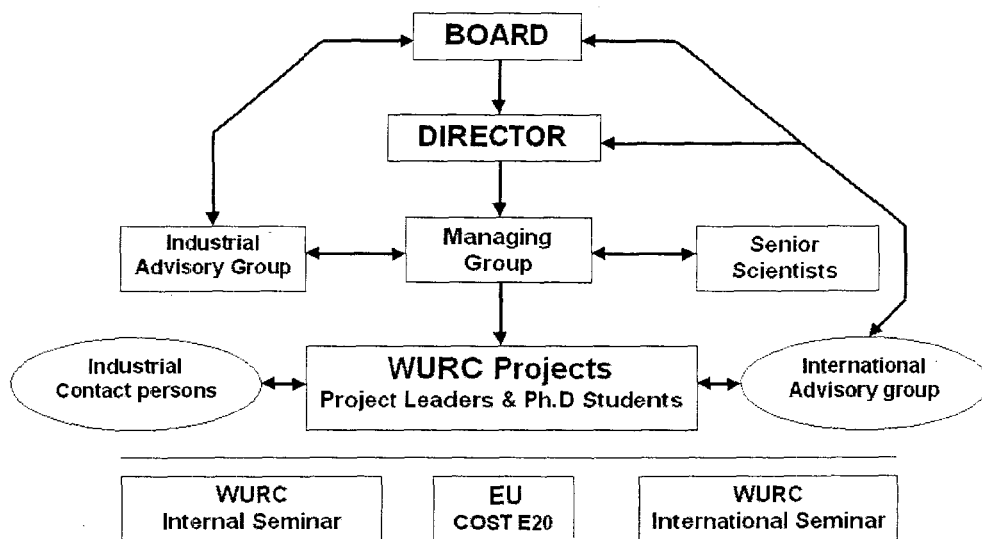 BOARD
DIRECTOR
Industrial
Advisory Group
Managing
Group
Senior
Scientists
Industrial
Contact persons
WURC Projects
Project Leaders & Ph.D Students
International
Advisory group
WURC
Internal Seminar
EU
COST E20
WURC
International Seminar